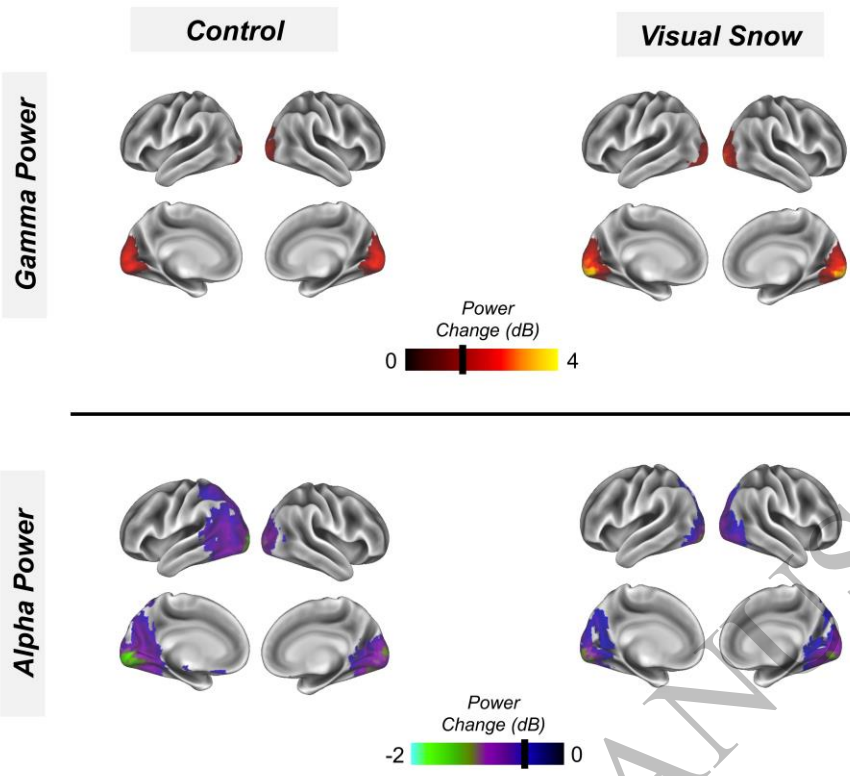 Control
Visual Snow
Gamma Power
Power
Change (dB)
0
4
Alpha Power
Power
Change (dB)
-2
0